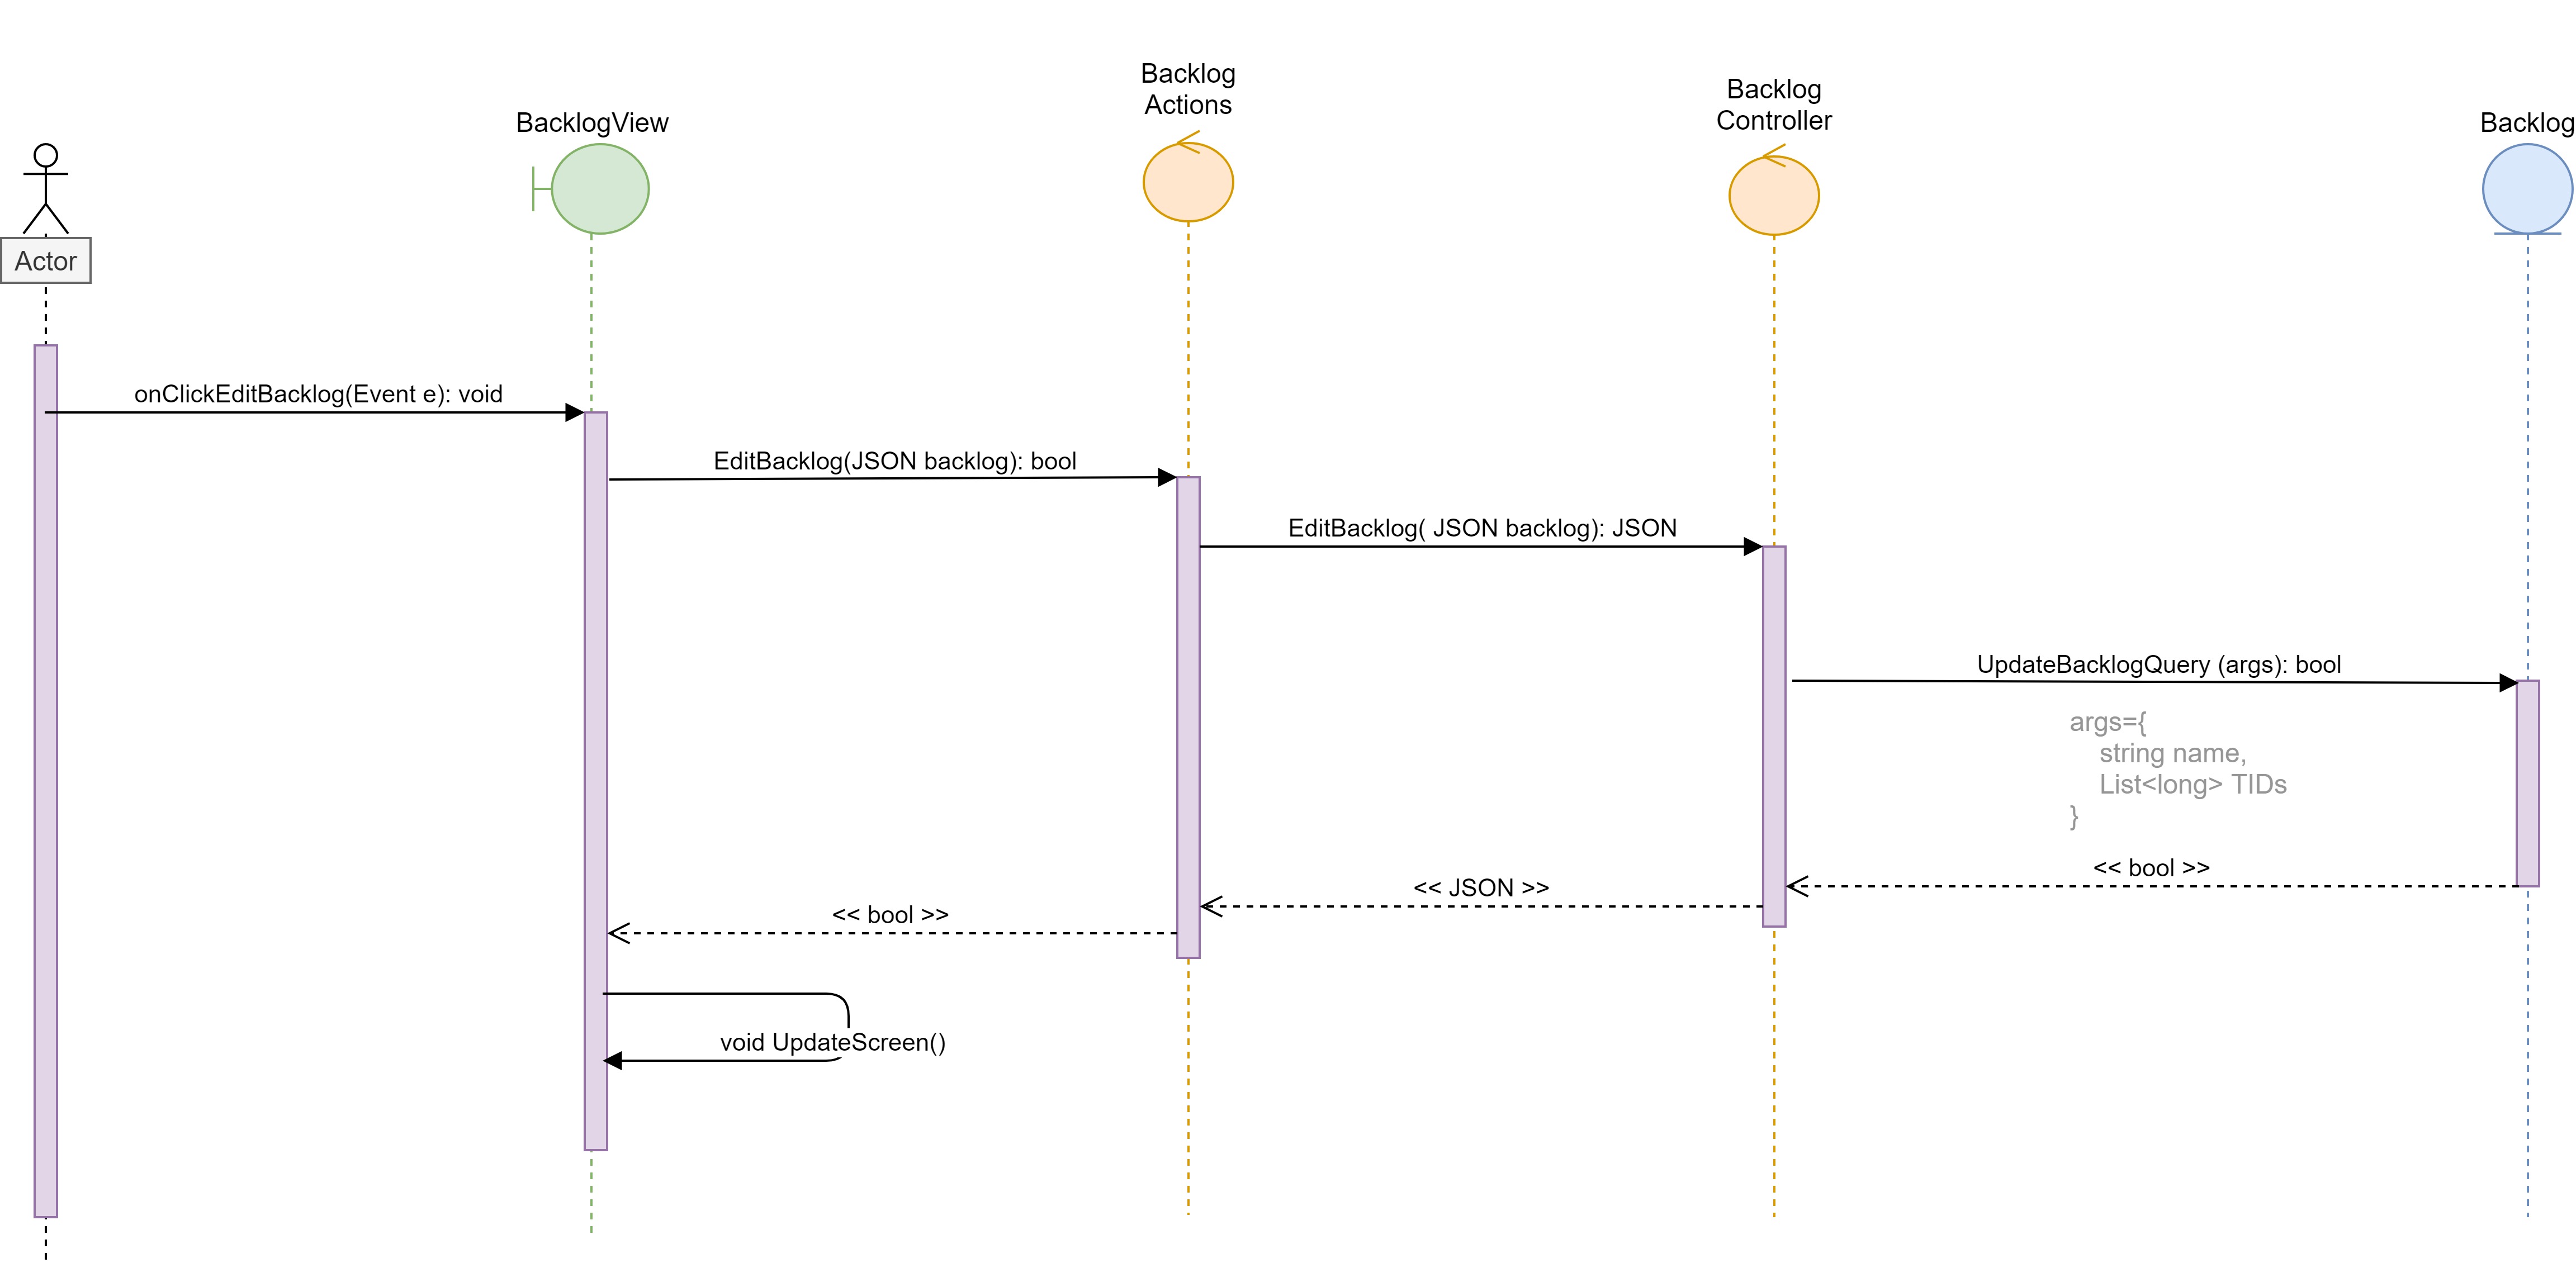 Backlog
Actions
Backlog
Controller
BacklogView
Backlog
Actor
onClickEditBacklog(Event e): void
EditBacklog(JSON backlog): bool
EditBacklog( JSON backlog): JSON
UpdateBacklogQuery (args): bool
args={
string name,
List<long> TIDs
}
<< bool >>
<< JSON >>
<< bool >>
void UpdateScreen()